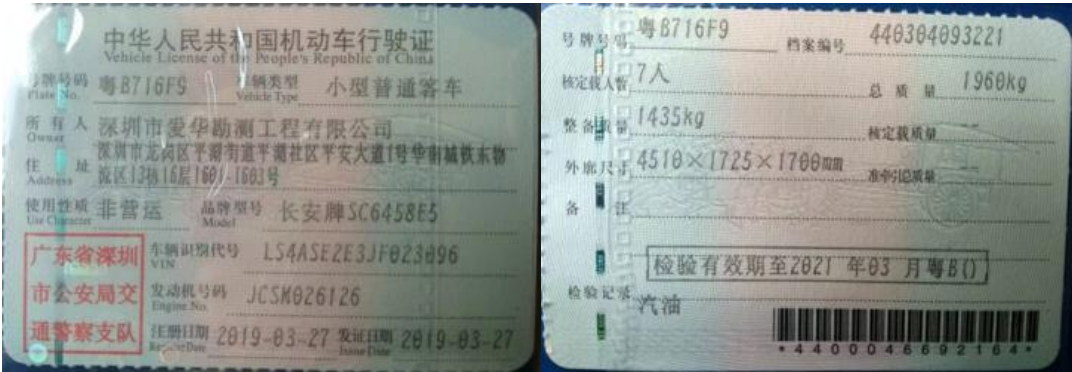 中华人民共和国机动车行驶证
Vehicle License of the People's Republic of China
号牌号码 粤B716F9 车辆类型 小型普通客车
Plate No. Vehicle Type
所有人 深圳市爱华勘测工程有限公司
Owner
住址 深圳市龙岗区平湖街道平湖社区平安大道1号华南城铁东物
Address 流区13栋16层1601-1603号
使用性质 非营运 品牌型号 长安牌SC6458E5
Use Character Model
广东省深圳
市公安局交
通警察支队
车辆识别代号 LS4ASE2E3JF023096
VIN
发动机号码 JCSM026126
Engine No.
注册日期 2019-03-27 发证日期 2019-03-27
Register Date Issue Date
号牌号码 粤B716F9 档案编号 440304093221
核定载人数 7人 总质量 1960kg
整备质量 1435kg 核定载质量 --
外廓尺寸 4510×1725×1700mm 准牵引总质量 --
备注
检验有效期至2021 年03 月粤B()
检验记录
汽油
*4400046692164*